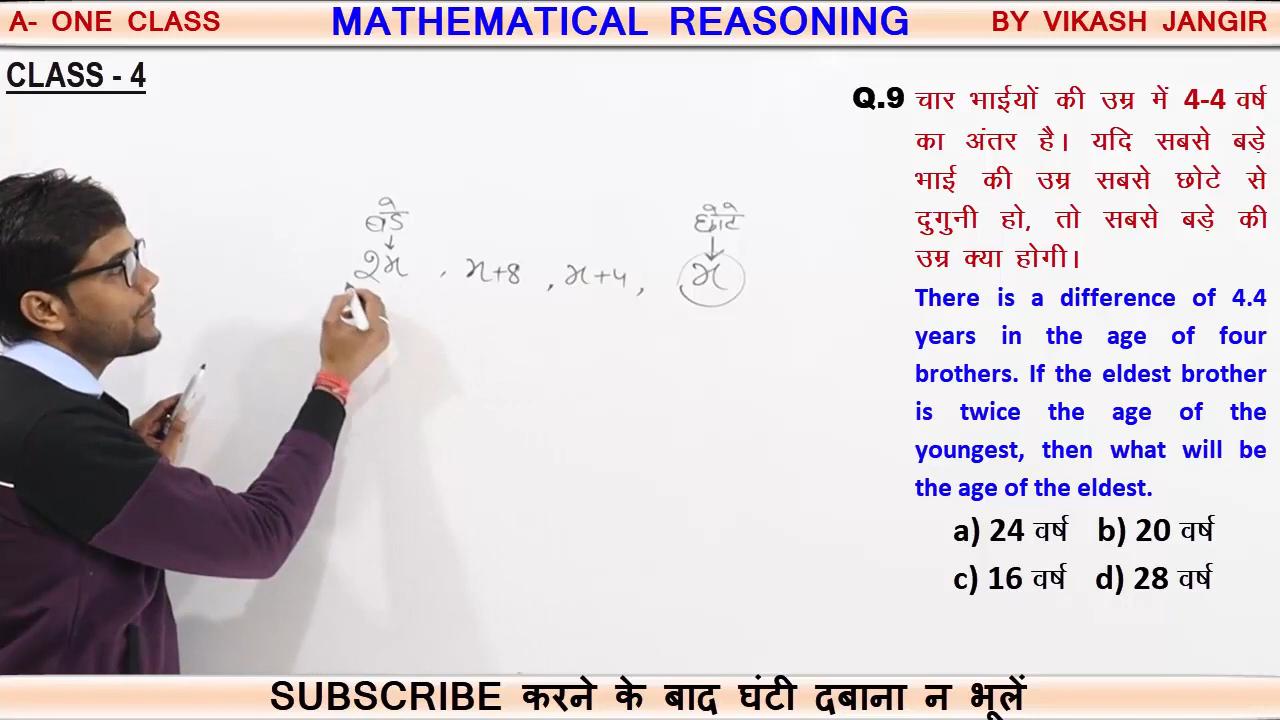 A- ONE CLASS
MATHEMATICAL REASONING
BY VIKASH JANGIR
CLASS - 4
Q.9 चार भाईयों की उम्र में 4-4 वर्ष
का अंतर है। यदि सबसे बड़े
भाई की उम्र सबसे छोटे से
दुगुनी हो, तो सबसे बड़े की
उम्र क्या होगी।
There is a difference of 4.4
years in the age of four
brothers. If the eldest brother
is twice the age of the
youngest, then what will be
the age of the eldest.
a) 24 वर्ष b) 20 वर्ष
c) 16 वर्ष d) 28 वर्ष
बडे छोटे
2x , x+8 , x+4 , x
SUBSCRIBE करने के बाद घंटी दबाना न भूलें